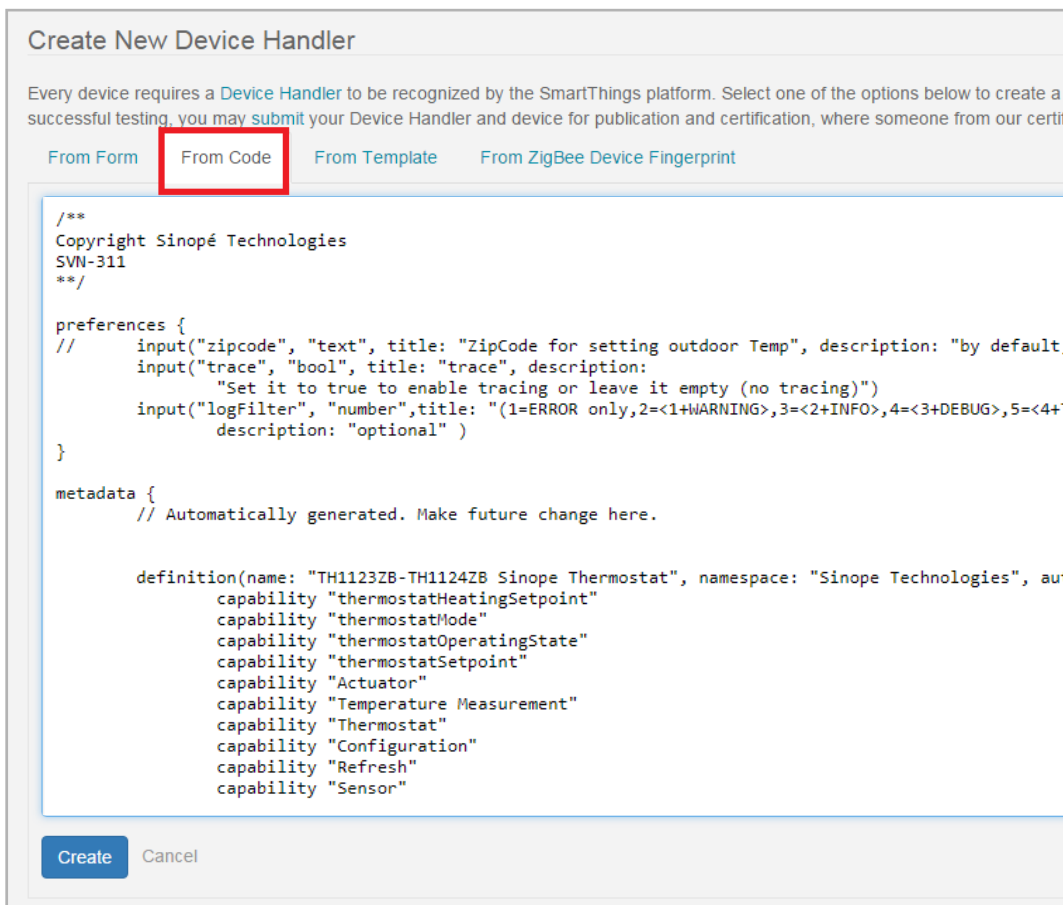 Create New Device Handler
Every device requires a Device Handler to be recognized by the SmartThings platform. Select one of the options below to create a
successful testing, you may submit your Device Handler and device for publication and certification, where someone from our certi
From Form From Code From Template From ZigBee Device Fingerprint
/**
Copyright Sinopé Technologies
SVN-311
**/
preferences {
// input("zipcode", "text", title: "ZipCode for setting outdoor Temp", description: "by default,
input("trace", "bool", title: "trace", description:
"Set it to true to enable tracing or leave it empty (no tracing)")
input("logFilter", "number",title: "(1=ERROR only,2=<1+WARNING>,3=<2+INFO>,4=<3+DEBUG>,5=<4+T
description: "optional" )
}
metadata {
// Automatically generated. Make future change here.
definition(name: "TH1123ZB-TH1124ZB Sinope Thermostat", namespace: "Sinope Technologies", au
capability "thermostatHeatingSetpoint"
capability "thermostatMode"
capability "thermostatOperatingState"
capability "thermostatSetpoint"
capability "Actuator"
capability "Temperature Measurement"
capability "Thermostat"
capability "Configuration"
capability "Refresh"
capability "Sensor"
Create Cancel